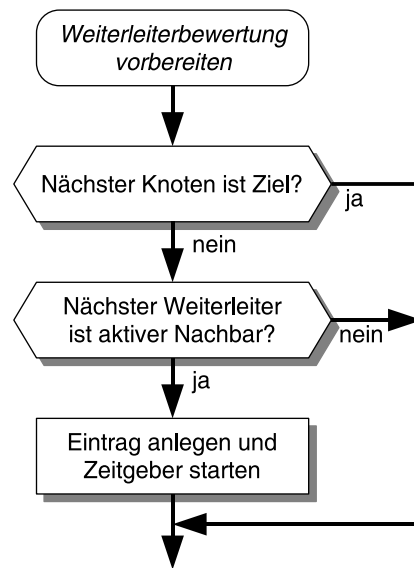 Weiterleiterbewertung
vorbereiten
Nächster Knoten ist Ziel?
ja
nein
Nächster Weiterleiter
ist aktiver Nachbar?
nein
ja
Eintrag anlegen und
Zeitgeber starten